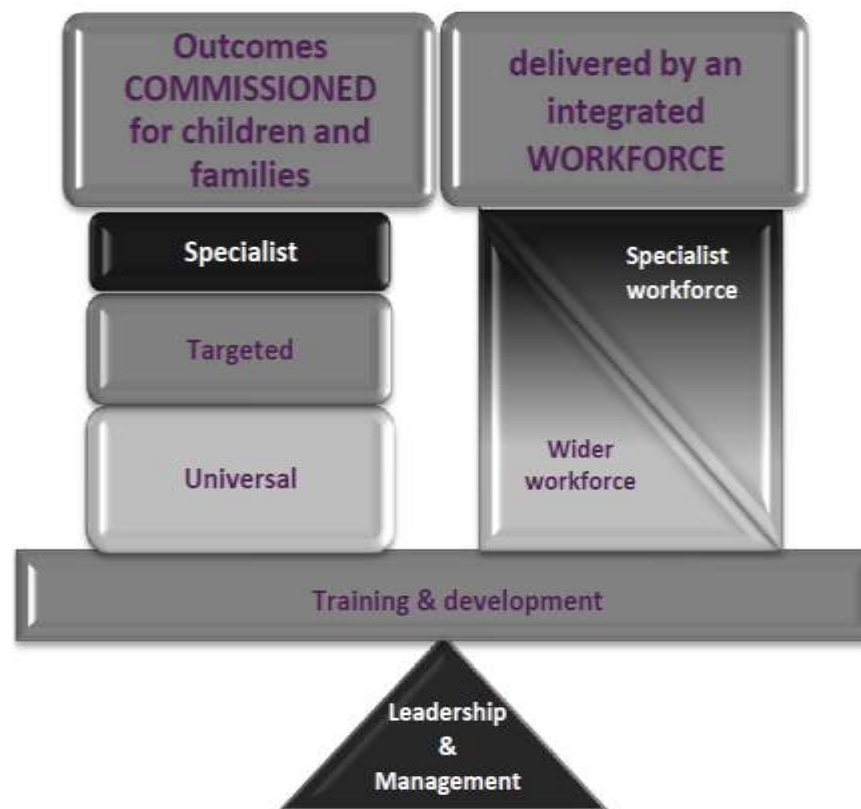 Outcomes
COMMISSIONED
for children and
families
delivered by an
integrated
WORKFORCE
Specialist
Targeted
Universal
Specialist
workforce
Wider
workforce
Training & development
Leadership
&
Management